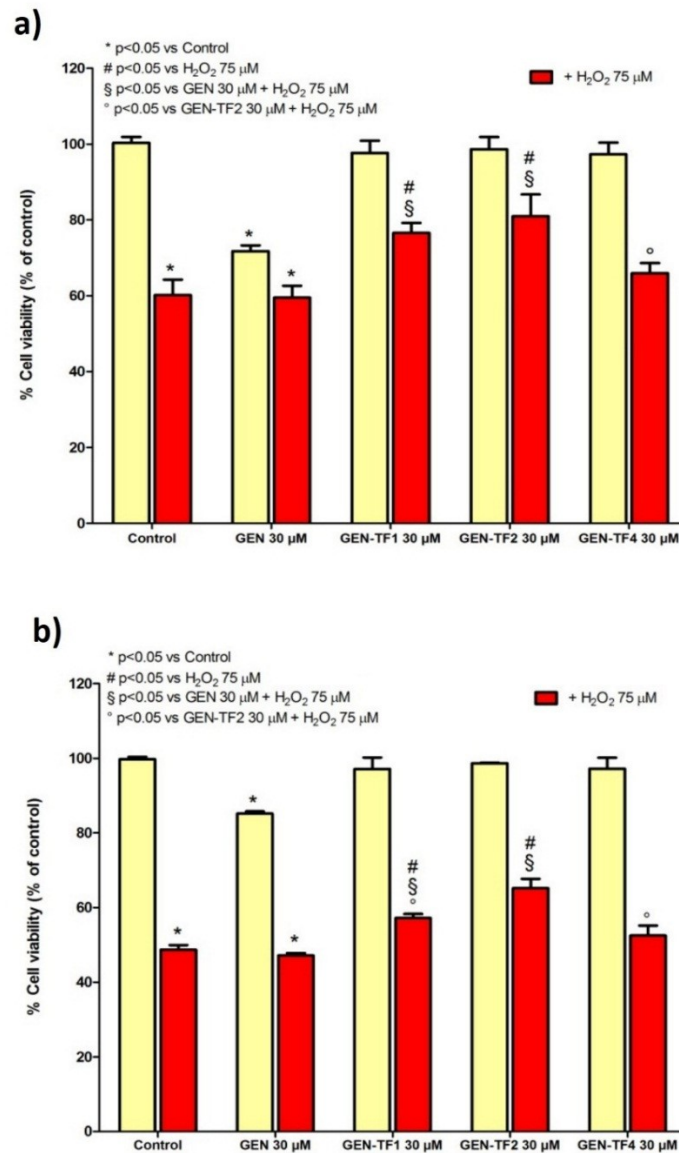 a)
* p<0.05 vs Control
# p<0.05 vs H₂O₂ 75 µM
§ p<0.05 vs GEN 30 µM + H₂O₂ 75 µM
° p<0.05 vs GEN-TF2 30 µM + H₂O₂ 75 µM
+ H₂O₂ 75 µM
% Cell viability (% of control)
120
100
80
60
40
20
0
*
*
*
#
§
#
§
°
Control GEN 30 µM GEN-TF1 30 µM GEN-TF2 30 µM GEN-TF4 30 µM
b)
* p<0.05 vs Control
# p<0.05 vs H₂O₂ 75 µM
§ p<0.05 vs GEN 30 µM + H₂O₂ 75 µM
° p<0.05 vs GEN-TF2 30 µM + H₂O₂ 75 µM
+ H₂O₂ 75 µM
% Cell viability (% of control)
120
100
80
60
40
20
0
*
*
*
#
§
°
#
§
°
Control GEN 30 µM GEN-TF1 30 µM GEN-TF2 30 µM GEN-TF4 30 µM